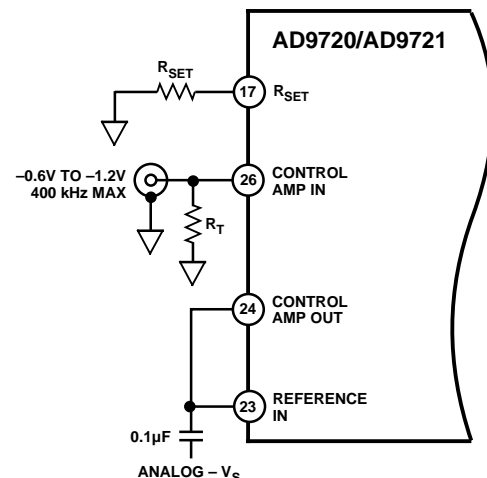 AD9720/AD9721
RSET
17
RSET
–0.6V TO –1.2V
400 kHz MAX
26
CONTROL
AMP IN
RT
24
CONTROL
AMP OUT
23
REFERENCE
IN
0.1µF
ANALOG – VS